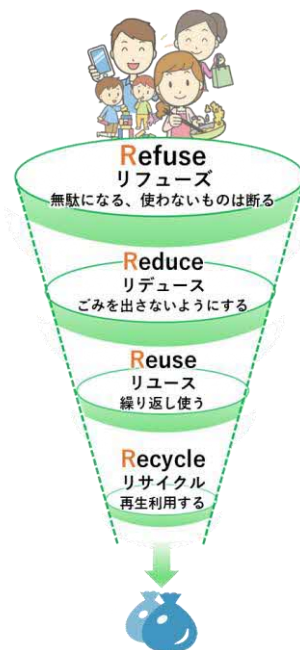 Refuse
リフューズ
無駄になる、使わないものは断る
Reduce
リデュース
ごみを出さないようにする
Reuse
リユース
繰り返し使う
Recycle
リサイクル
再生利用する